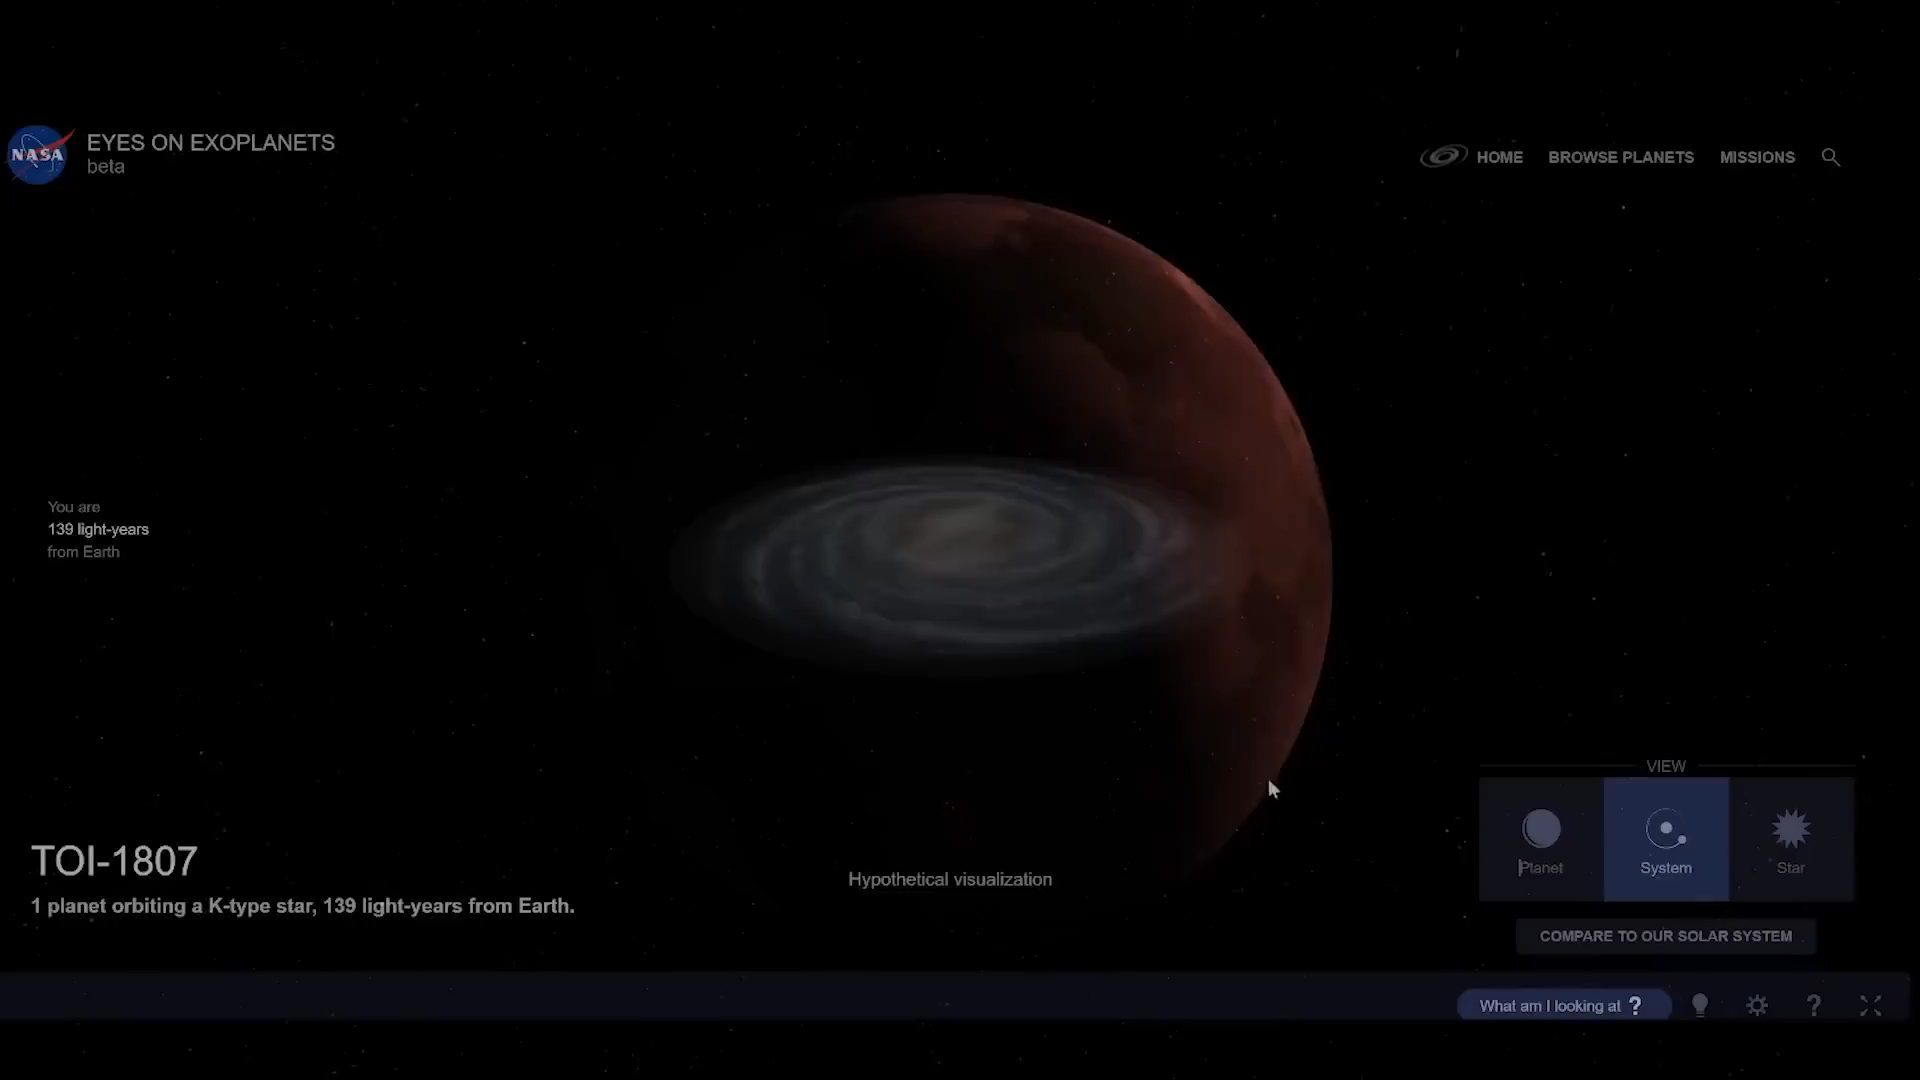 NASA
EYES ON EXOPLANETS
beta
HOME
BROWSE PLANETS
MISSIONS
You are
139 light-years
from Earth
VIEW
Planet
System
Star
TOI-1807
1 planet orbiting a K-type star, 139 light-years from Earth.
Hypothetical visualization
COMPARE TO OUR SOLAR SYSTEM
What am I looking at ?
?